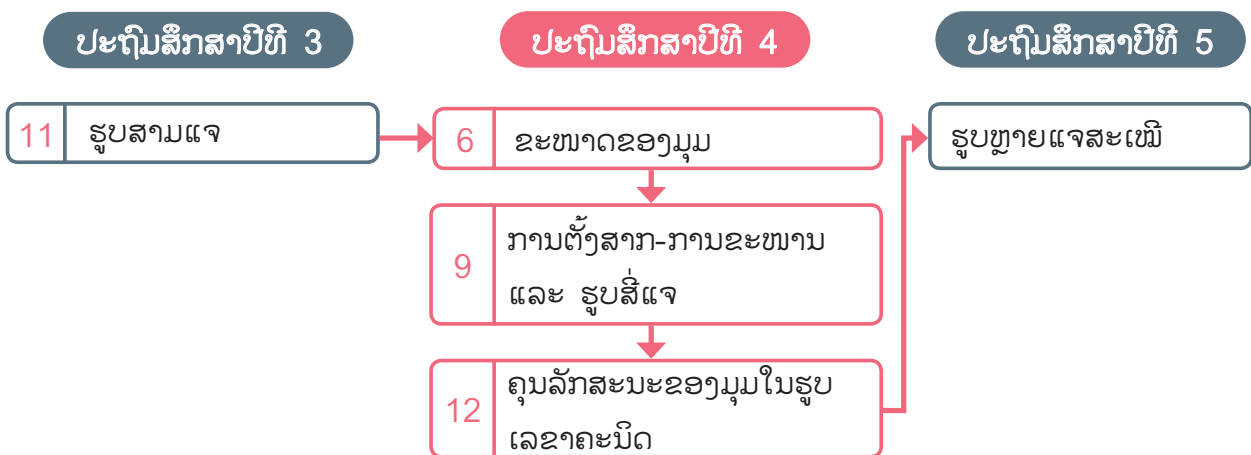 ປະຖົມສຶກສາປີທີ 3
ປະຖົມສຶກສາປີທີ 4
ປະຖົມສຶກສາປີທີ 5
11 ຮູບສາມແຈ
6 ຂະໜາດຂອງມຸມ
ຮູບຫຼາຍແຈສະເໝີ
9 ການຕັ້ງສາກ-ການຂະໜານ
ແລະ ຮູບສີ່ແຈ
12 ຄຸນລັກສະນະຂອງມຸມໃນຮູບ
ເລຂາຄະນິດ